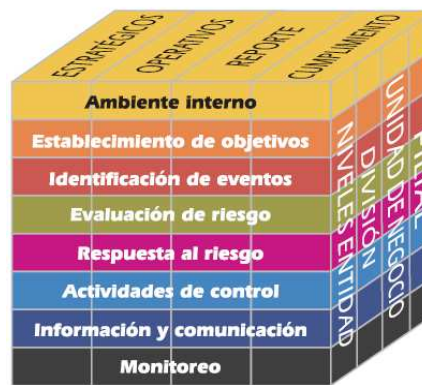 ESTRATÉGICOS
OPERATIVOS
REPORTE
CUMPLIMIENTO
Ambiente interno
Establecimiento de objetivos
Identificación de eventos
Evaluación de riesgo
Respuesta al riesgo
Actividades de control
Información y comunicación
Monitoreo
NIVELES ENTIDAD
DIVISIÓN
UNIDAD DE NEGOCIO
FILIAL